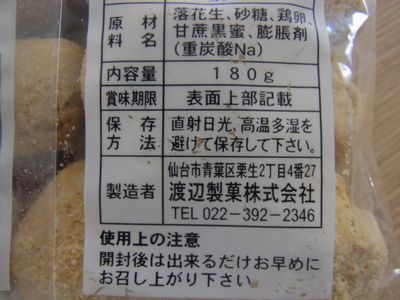 原材
料名
落花生、砂糖、鶏卵、
甘蔗黒蜜、膨脹剤
(重炭酸Na)
内容量 180g
賞味期限 表面上部記載
保存
方法
直射日光、高温多湿を
避けて保存して下さい。
製造者
仙台市青葉区栗生2丁目4番27
渡辺製菓株式会社
TEL 022-392-2346
使用上の注意
開封後は出来るだけお早めに
お召し上がり下さい